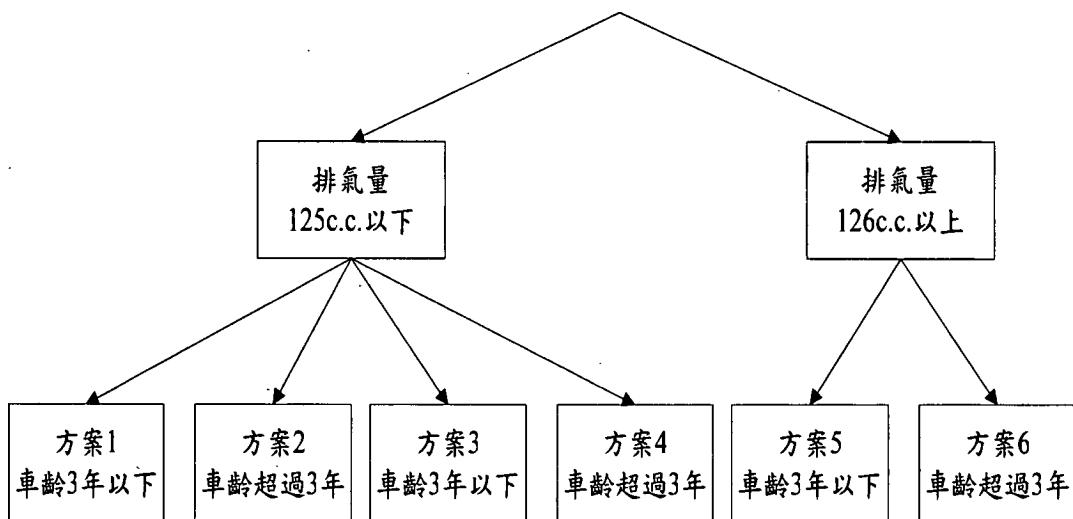 排氣量
125c.c.以下
排氣量
126c.c.以上
方案1
車齡3年以下
方案2
車齡超過3年
方案3
車齡3年以下
方案4
車齡超過3年
方案5
車齡3年以下
方案6
車齡超過3年